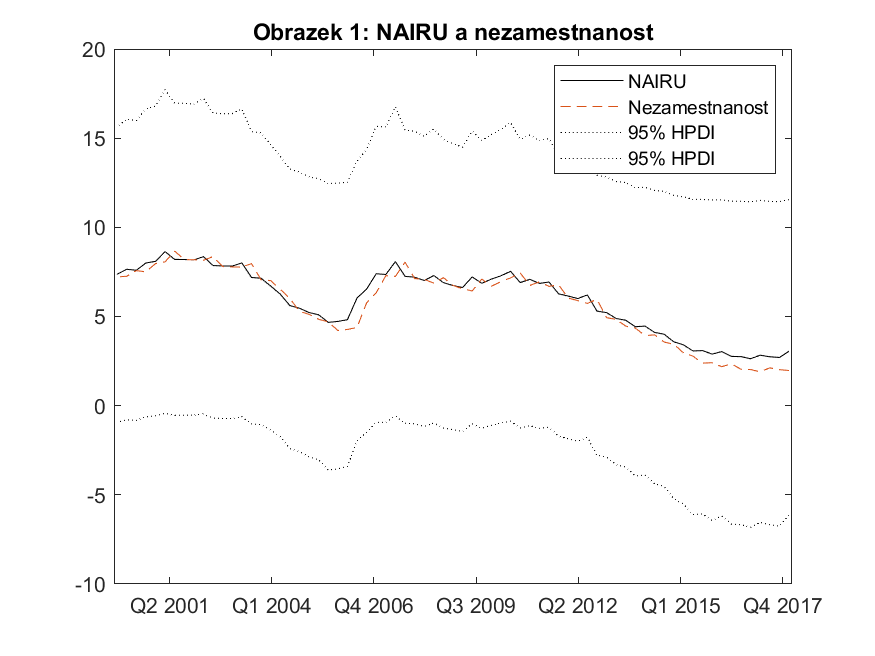 Obrazek 1: NAIRU a nezamestnanost
20
15
10
5
0
-5
-10
NAIRU
Nezamestnanost
95% HPDI
95% HPDI
Q2 2001 Q1 2004 Q4 2006 Q3 2009 Q2 2012 Q1 2015 Q4 2017